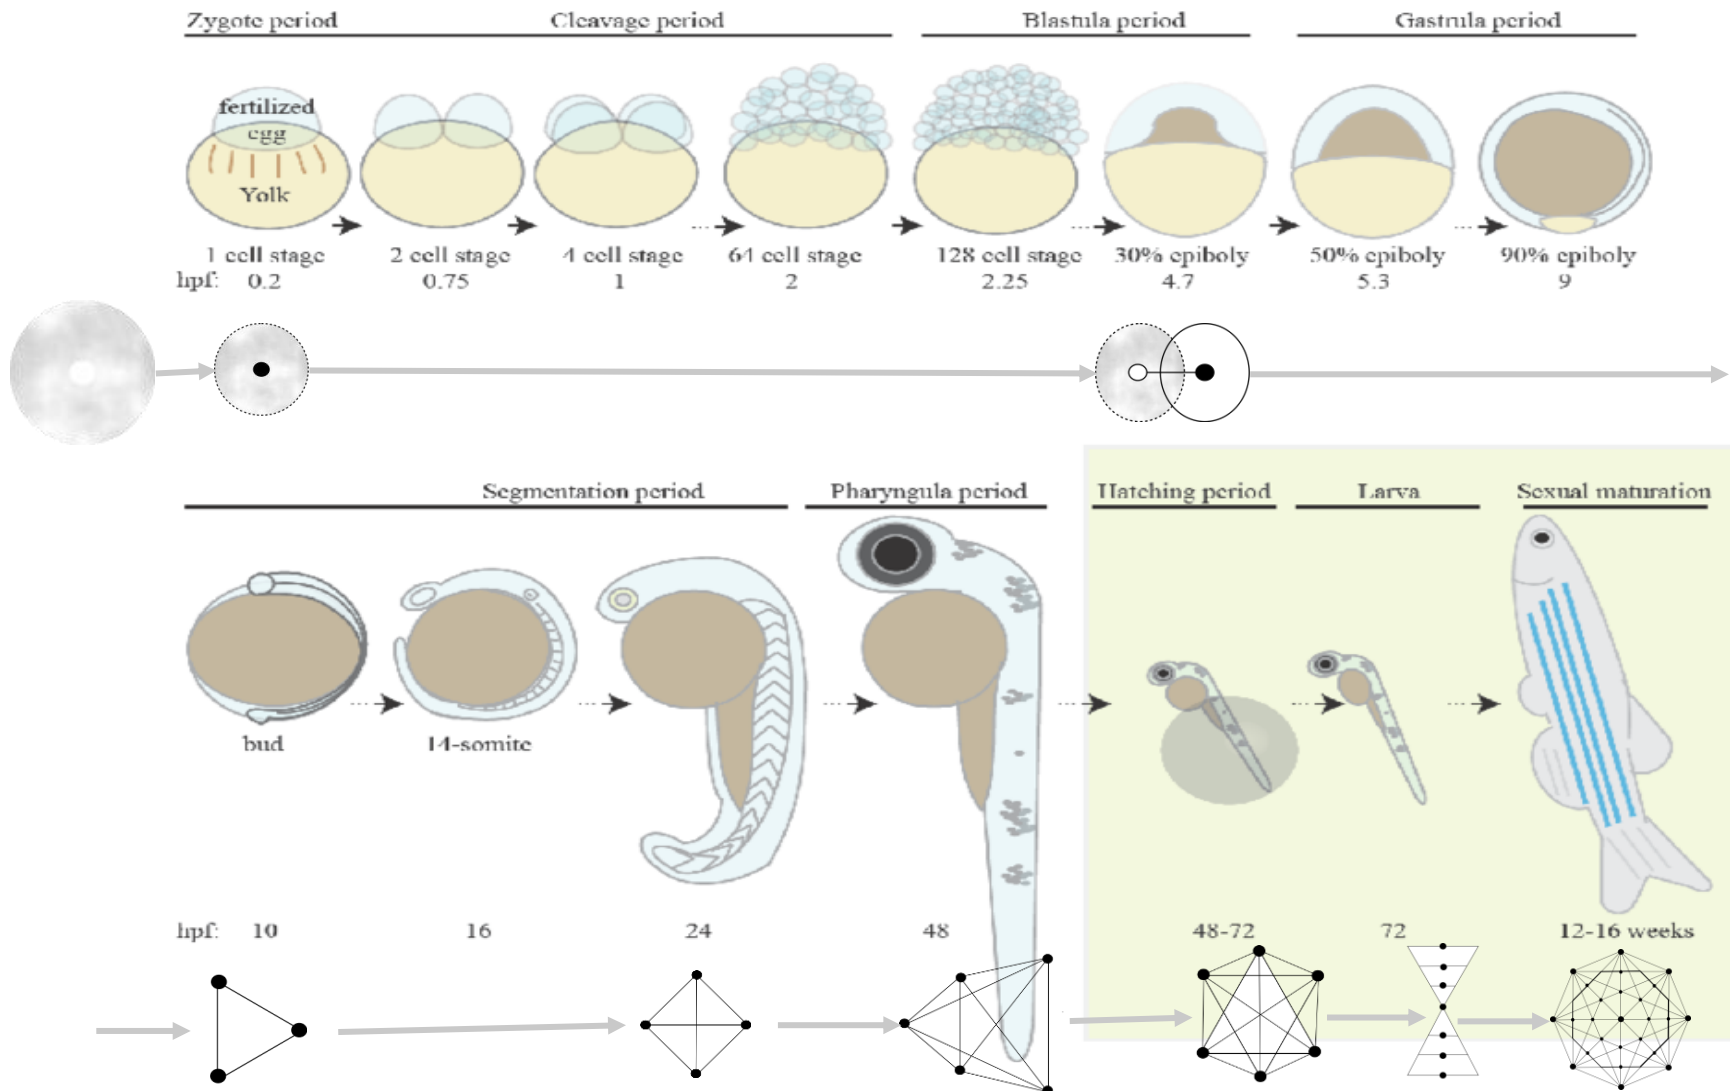 Zygote period Cleavage period Blastula period Gastrula period
fertilized
egg
Yolk
1 cell stage 2 cell stage 4 cell stage 64 cell stage 128 cell stage 30% epiboly 50% epiboly 90% epiboly
hpf: 0.2 0.75 1 2 2.25 4.7 5.3 9
Segmentation period Pharyngula period Hatching period Larva Sexual maturation
bud 14-somite
hpf: 10 16 24 48 48-72 72 12-16 weeks